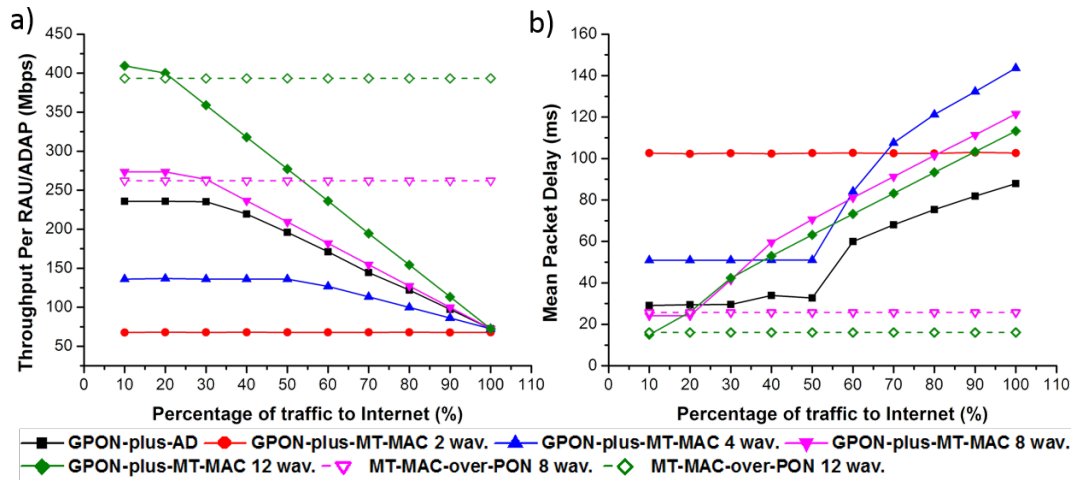 a)
Throughput Per RAU/ADAP (Mbps)
450
400
350
300
250
200
150
100
50
0 10 20 30 40 50 60 70 80 90 100 110
Percentage of traffic to Internet (%)
b)
Mean Packet Delay (ms)
160
140
120
100
80
60
40
20
0
0 10 20 30 40 50 60 70 80 90 100 110
Percentage of traffic to Internet (%)
GPON-plus-AD GPON-plus-MT-MAC 2 wav. GPON-plus-MT-MAC 4 wav. GPON-plus-MT-MAC 8 wav.
GPON-plus-MT-MAC 12 wav. MT-MAC-over-PON 8 wav. MT-MAC-over-PON 12 wav.